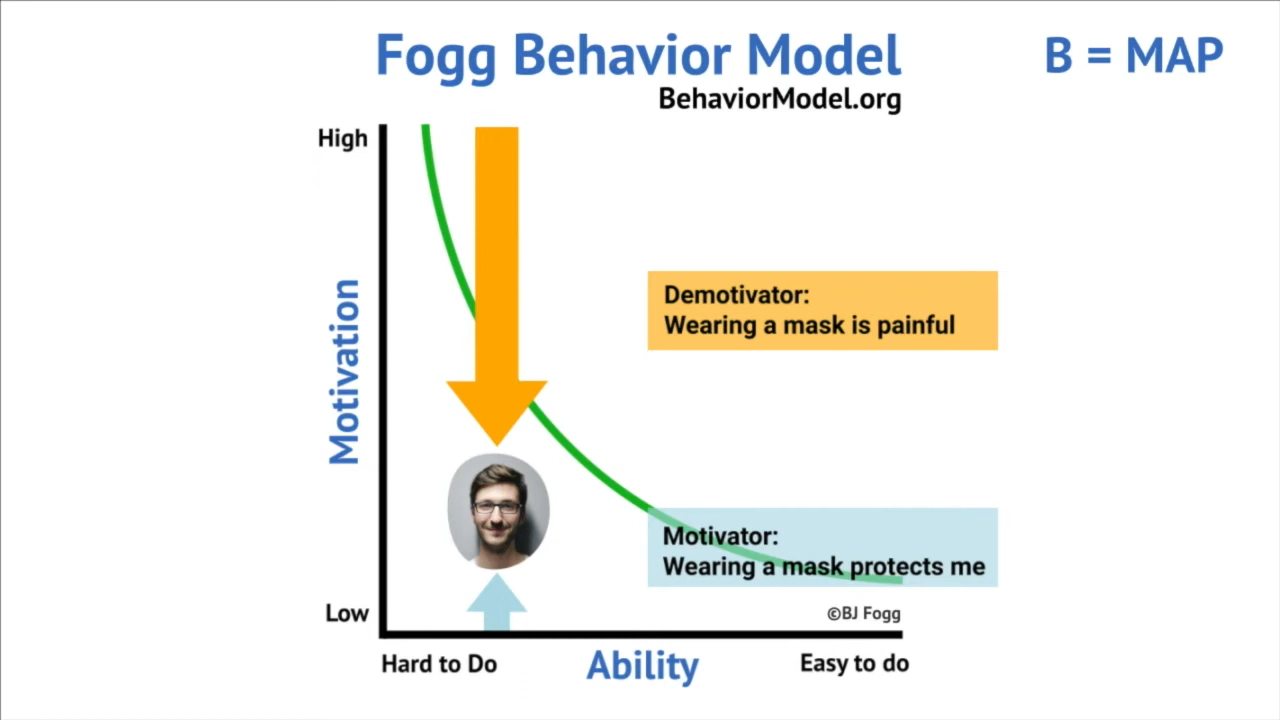 Fogg Behavior Model
B = MAP
BehaviorModel.org
High
Motivation
Demotivator:
Wearing a mask is painful
Motivator:
Wearing a mask protects me
Low
©BJ Fogg
Hard to Do
Ability
Easy to do